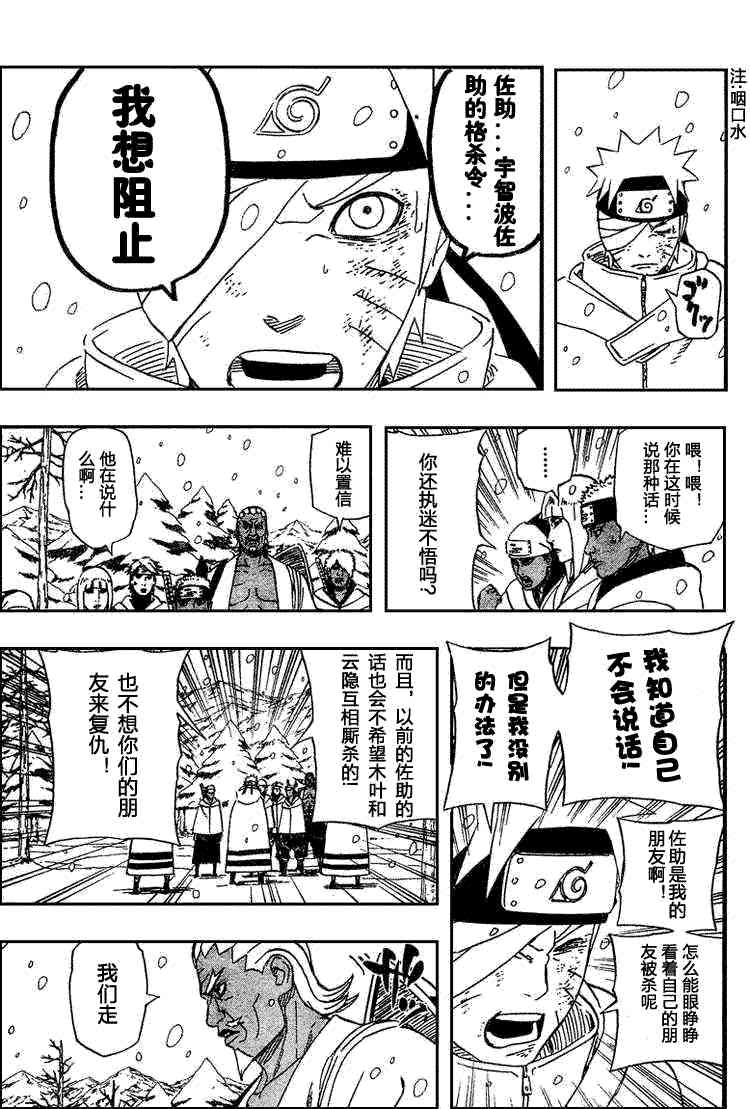 注:咽口水
ゴクッ
佐助...宇智波佐
助的格杀令...
我想阻止
喂！喂！
你在这时候
说那种话...
......
你还执迷不悟吗?
难以置信
他在说什
么啊...
我知道自己
不会说话!
但是我没别
的办法了!
佐助是我的
朋友啊！
怎么能眼睁睁
看着自己的朋
友被杀呢
而且，以前的佐助的
话也会不希望木叶和
云隐互相厮杀的!
也不想你们的朋
友来复仇！
我们走
ザッ